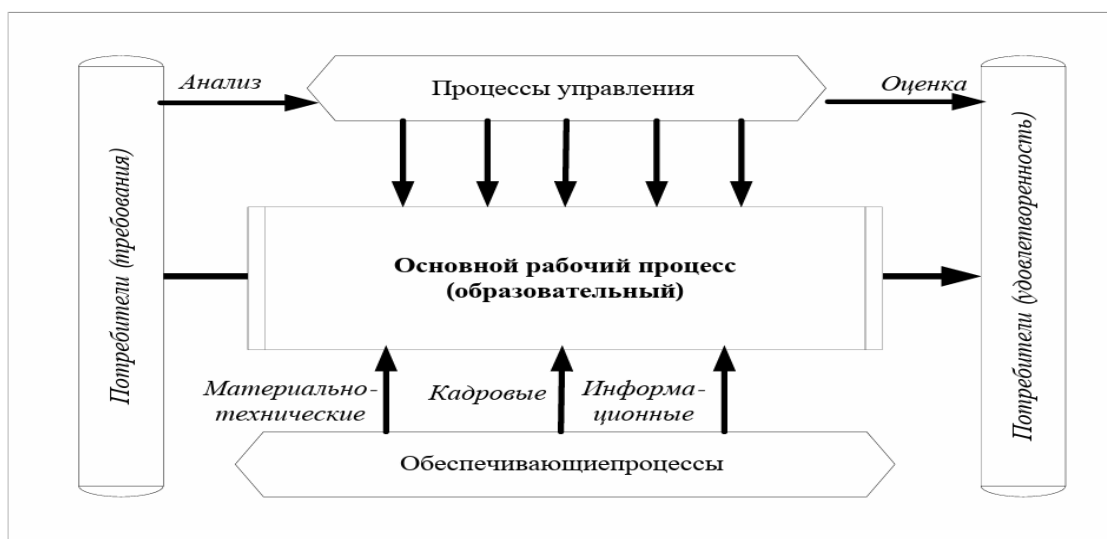 Анализ
Процессы управления
Оценка
Потребители (требования)
Основной рабочий процесс
(образовательный)
Потребители (удовлетворенность)
Материально-
технические
Кадровые
Информа-
ционные
Обеспечивающиепроцессы